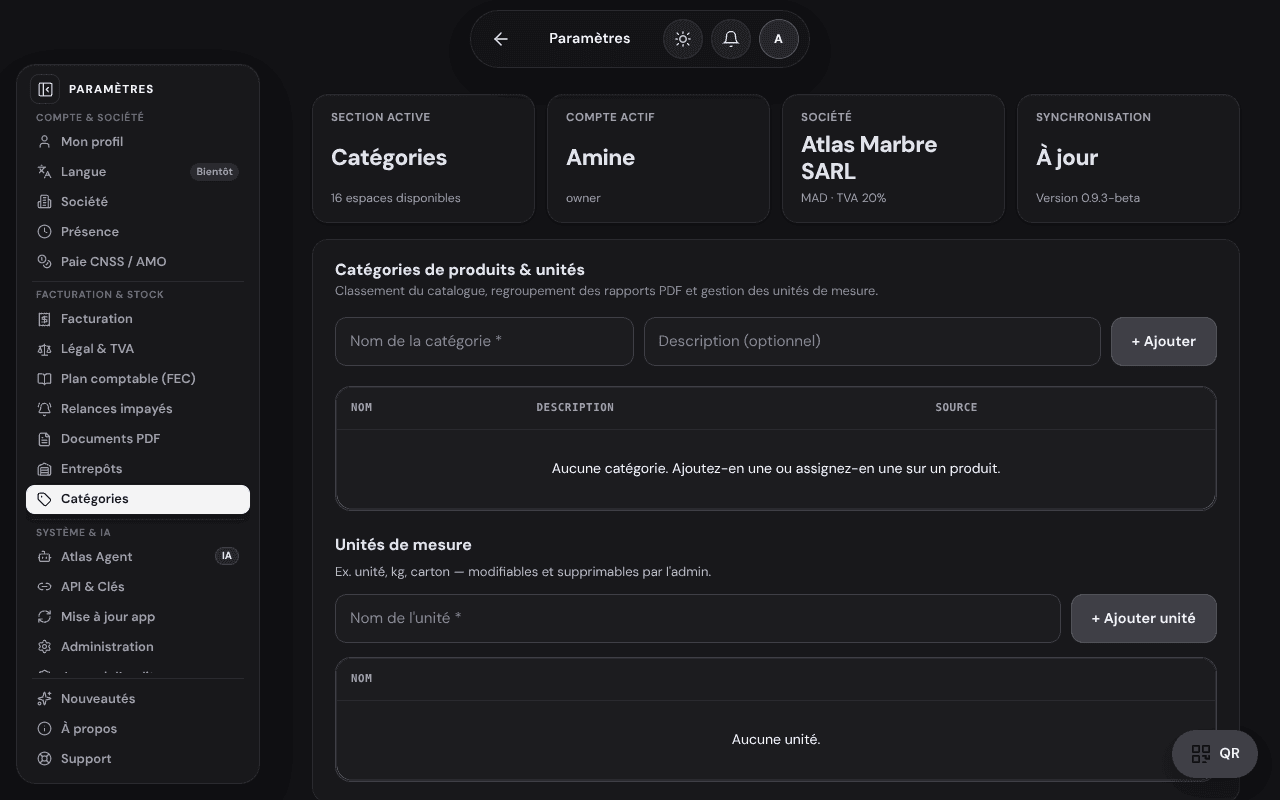 Paramètres
A
PARAMÈTRES
COMPTE & SOCIÉTÉ
Mon profil
Langue
Bientôt
Société
Présence
Paie CNSS / AMO
FACTURATION & STOCK
Facturation
Légal & TVA
Plan comptable (FEC)
Relances impayés
Documents PDF
Entrepôts
Catégories
SYSTÈME & IA
Atlas Agent
IA
API & Clés
Mise à jour app
Administration
Nouveautés
À propos
Support
SECTION ACTIVE
Catégories
16 espaces disponibles
COMPTE ACTIF
Amine
owner
SOCIÉTÉ
Atlas Marbre
SARL
MAD · TVA 20%
SYNCHRONISATION
À jour
Version 0.9.3-beta
Catégories de produits & unités
Classement du catalogue, regroupement des rapports PDF et gestion des unités de mesure.
Nom de la catégorie *
Description (optionnel)
+ Ajouter
NOM
DESCRIPTION
SOURCE
Aucune catégorie. Ajoutez-en une ou assignez-en une sur un produit.
Unités de mesure
Ex. unité, kg, carton — modifiables et supprimables par l'admin.
Nom de l'unité *
+ Ajouter unité
NOM
Aucune unité.
QR